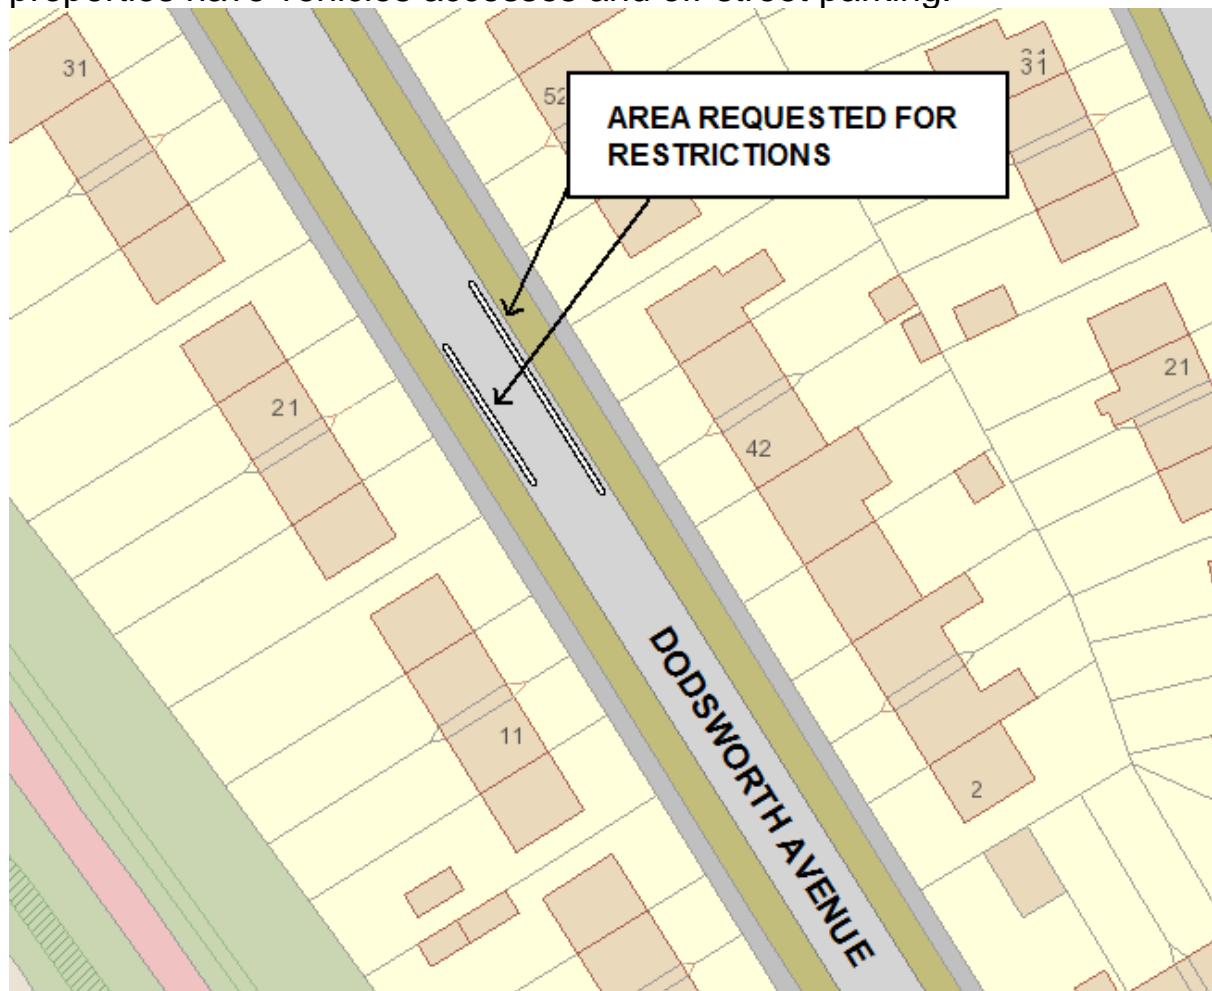 properties have vehicles accesses and off street parking.
31
52
AREA REQUESTED FOR
RESTRICTIONS
31
21
21
42
11
2
DODSWORTH AVENUE